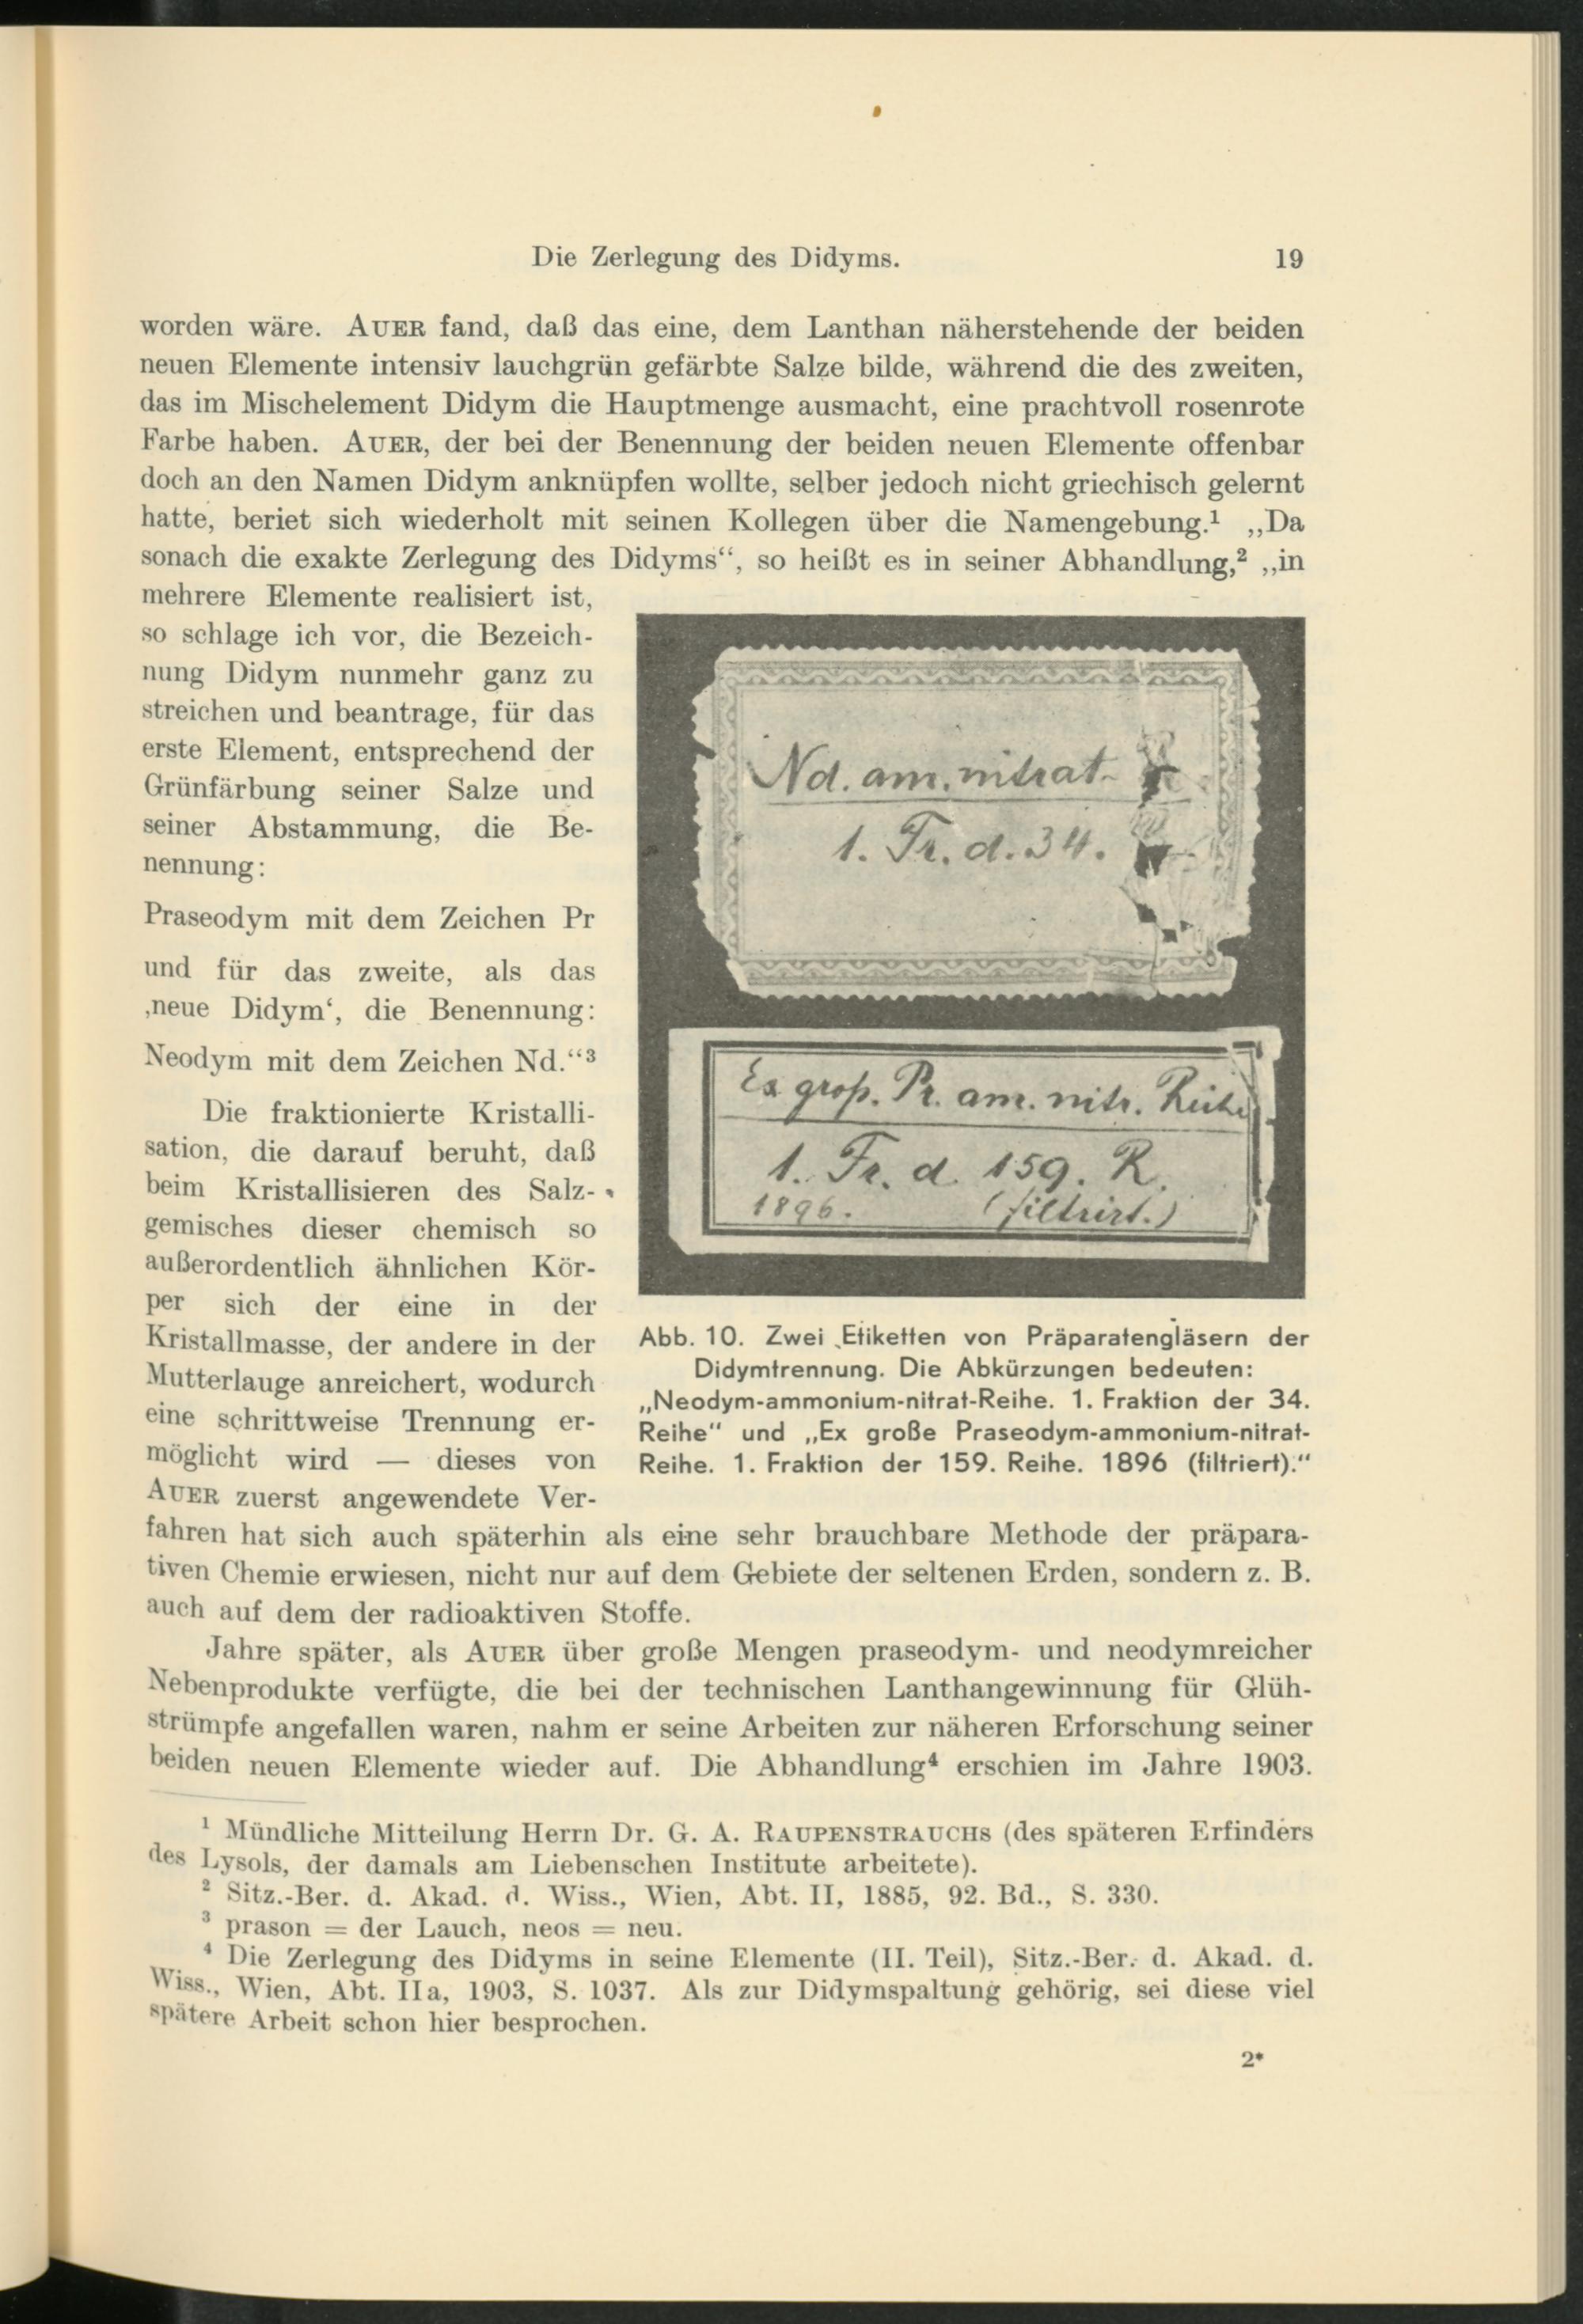 Die Zerlegung des Didyms. 19
worden wäre. AUER fand, daß das eine, dem Lanthan näherstehende der beiden
neuen Elemente intensiv lauchgrün gefärbte Salze bilde, während die des zweiten,
das im Mischelement Didym die Hauptmenge ausmacht, eine prachtvoll rosenrote
Farbe haben. AUER, der bei der Benennung der beiden neuen Elemente offenbar
doch an den Namen Didym anknüpfen wollte, selber jedoch nicht griechisch gelernt
hatte, beriet sich wiederholt mit seinen Kollegen über die Namengebung.¹ „Da
sonach die exakte Zerlegung des Didyms“, so heißt es in seiner Abhandlung,² „in
mehrere Elemente realisiert ist,
so schlage ich vor, die Bezeich-
nung Didym nunmehr ganz zu
streichen und beantrage, für das
erste Element, entsprechend der
Grünfärbung seiner Salze und
seiner Abstammung, die Be-
nennung:
Praseodym mit dem Zeichen Pr
und für das zweite, als das
‚neue Didym‘, die Benennung:
Neodym mit dem Zeichen Nd.“³
Die fraktionierte Kristalli-
sation, die darauf beruht, daß
beim Kristallisieren des Salz-
gemisches dieser chemisch so
außerordentlich ähnlichen Kör-
per sich der eine in der
Kristallmasse, der andere in der
Mutterlauge anreichert, wodurch
eine schrittweise Trennung er-
möglicht wird — dieses von
AUER zuerst angewendete Ver-
Nd. am. nitrat-
1. Fr. d. 34.
Ex groß. Pr. am. nitr. Reihe
1. Fr. d. 159. R.
1896. (filtrirt.)
Abb. 10. Zwei Etiketten von Präparatengläsern der
Didymtrennung. Die Abkürzungen bedeuten:
„Neodym-ammonium-nitrat-Reihe. 1. Fraktion der 34.
Reihe“ und „Ex große Praseodym-ammonium-nitrat-
Reihe. 1. Fraktion der 159. Reihe. 1896 (filtriert).“
fahren hat sich auch späterhin als eine sehr brauchbare Methode der präpara-
tiven Chemie erwiesen, nicht nur auf dem Gebiete der seltenen Erden, sondern z. B.
auch auf dem der radioaktiven Stoffe.
Jahre später, als AUER über große Mengen praseodym- und neodymreicher
Nebenprodukte verfügte, die bei der technischen Lanthangewinnung für Glüh-
strümpfe angefallen waren, nahm er seine Arbeiten zur näheren Erforschung seiner
beiden neuen Elemente wieder auf. Die Abhandlung⁴ erschien im Jahre 1903.
¹ Mündliche Mitteilung Herrn Dr. G. A. RAUPENSTRAUCHS (des späteren Erfinders
des Lysols, der damals am Liebenschen Institute arbeitete).
² Sitz.-Ber. d. Akad. d. Wiss., Wien, Abt. II, 1885, 92. Bd., S. 330.
³ prason = der Lauch, neos = neu.
⁴ Die Zerlegung des Didyms in seine Elemente (II. Teil), Sitz.-Ber. d. Akad. d.
Wiss., Wien, Abt. IIa, 1903, S. 1037. Als zur Didymspaltung gehörig, sei diese viel
spätere Arbeit schon hier besprochen.
2*